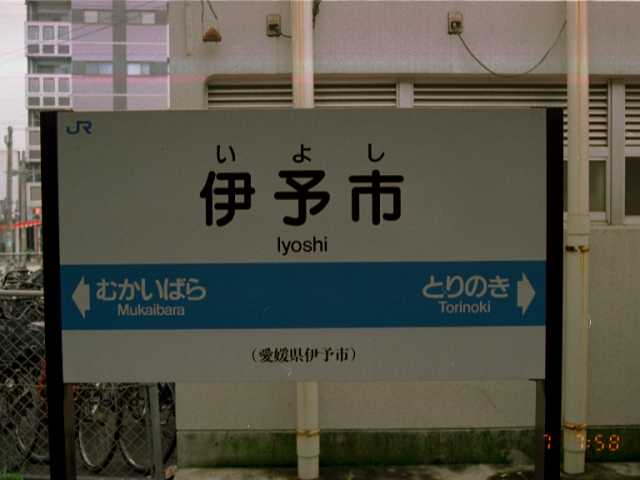 JR
いよし
伊予市
Iyoshi
むかいばら
Mukaibara
とりのき
Torinoki
（愛媛県伊予市）